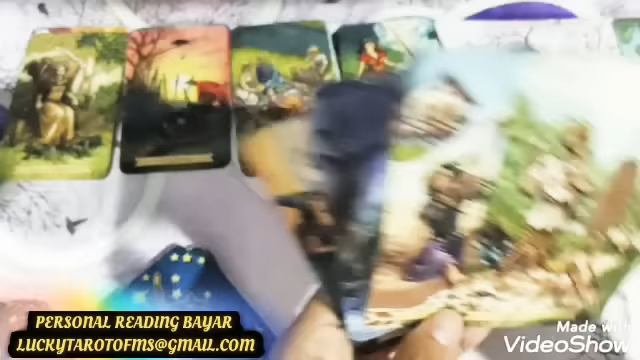 PERSONAL READING BAYAR
LUCKYTAROTOFMS@GMAIL.COM
Made with
VideoShow